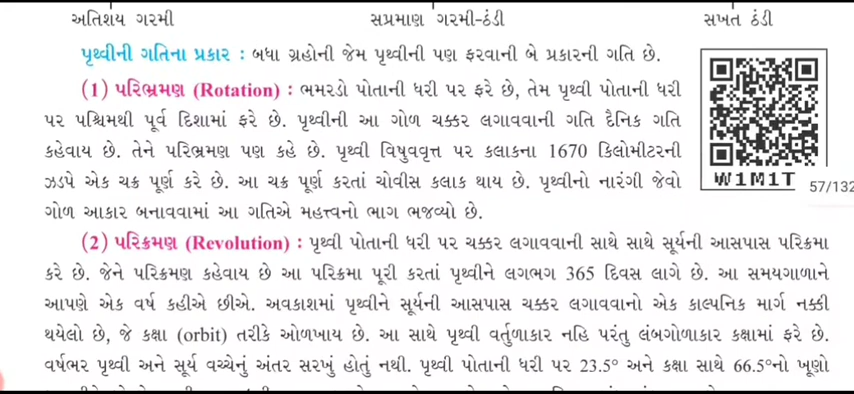 અતિશય ગરમી સપ્રમાણ ગરમી-ઠંડી સખત ઠંડી
પૃથ્વીની ગતિના પ્રકાર : બધા ગ્રહોની જેમ પૃથ્વીની પણ ફરવાની બે પ્રકારની ગતિ છે.
(1) પરિભ્રમણ (Rotation) : ભમરડો પોતાની ધરી પર ફરે છે, તેમ પૃથ્વી પોતાની ધરી
પર પશ્ચિમથી પૂર્વ દિશામાં ફરે છે. પૃથ્વીની આ ગોળ ચક્કર લગાવવાની ગતિ દૈનિક ગતિ
કહેવાય છે. તેને પરિભ્રમણ પણ કહે છે. પૃથ્વી વિષુવવૃત્ત પર કલાકના 1670 કિલોમીટરની
ઝડપે એક ચક્ર પૂર્ણ કરે છે. આ ચક્ર પૂર્ણ કરતાં ચોવીસ કલાક થાય છે. પૃથ્વીનો નારંગી જેવો
ગોળ આકાર બનાવવામાં આ ગતિએ મહત્ત્વનો ભાગ ભજવ્યો છે.
W1M1T
57/132
(2) પરિક્રમણ (Revolution) : પૃથ્વી પોતાની ધરી પર ચક્કર લગાવવાની સાથે સાથે સૂર્યની આસપાસ પરિક્રમા
કરે છે. જેને પરિક્રમણ કહેવાય છે આ પરિક્રમા પૂરી કરતાં પૃથ્વીને લગભગ 365 દિવસ લાગે છે. આ સમયગાળાને
આપણે એક વર્ષ કહીએ છીએ. અવકાશમાં પૃથ્વીને સૂર્યની આસપાસ ચક્કર લગાવવાનો એક કાલ્પનિક માર્ગ નક્કી
થયેલો છે, જે કક્ષા (orbit) તરીકે ઓળખાય છે. આ સાથે પૃથ્વી વર્તુળાકાર નહિ પરંતુ લંબગોળાકાર કક્ષામાં ફરે છે.
વર્ષભર પૃથ્વી અને સૂર્ય વચ્ચેનું અંતર સરખું હોતું નથી. પૃથ્વી પોતાની ધરી પર 23.5° અને કક્ષા સાથે 66.5°નો ખૂણો